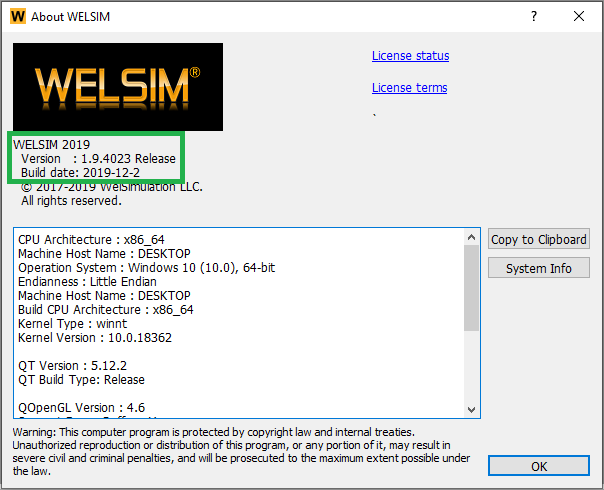 W About WELSIM ? ×
WELSIM®
License status
License terms
`
WELSIM 2019
Version : 1.9.4023 Release
Build date: 2019-12-2
© 2017-2019 WelSimulation LLC.
All rights reserved.
CPU Architecture : x86_64
Machine Host Name : DESKTOP
Operation System : Windows 10 (10.0), 64-bit
Endianness : Little Endian
Machine Host Name : DESKTOP
Build CPU Architecture : x86_64
Kernel Type : winnt
Kernel Version : 10.0.18362
QT Version : 5.12.2
QT Build Type: Release
QOpenGL Version : 4.6
Copy to Clipboard
System Info
Warning: This computer program is protected by copyright law and internal treaties.
Unauthorized reproduction or distribution of this program, or any portion of it, may result in
severe civil and criminal penalties, and will be prosecuted to the maximum extent possible under
the law.
OK